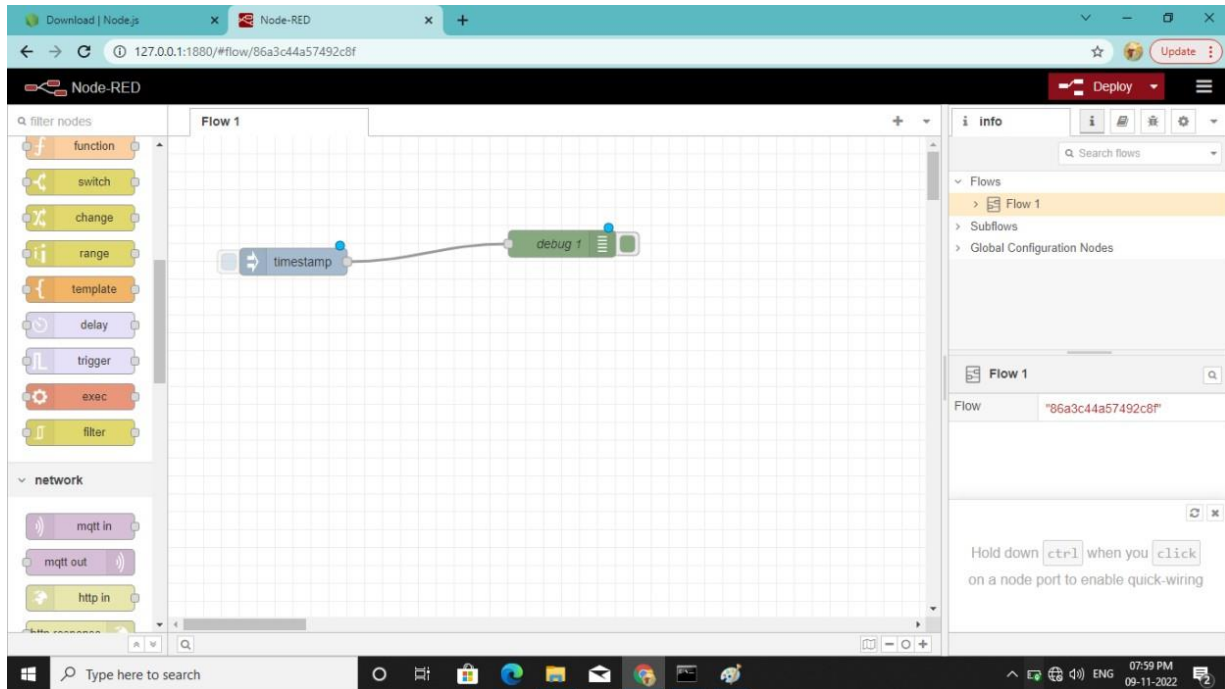 Download | Node.js
Node-RED
127.0.0.1:1880/#flow/86a3c44a57492c8f
Update
Node-RED
Deploy
filter nodes
function
switch
change
range
template
delay
trigger
exec
filter
network
mqtt in
mqtt out
http in
http response
Flow 1
timestamp
debug 1
i info
i
Search flows
Flows
Flow 1
Subflows
Global Configuration Nodes
Flow 1
Flow "86a3c44a57492c8f"
Hold down ctrl when you click
on a node port to enable quick-wiring
Type here to search
ENG
07:59 PM
09-11-2022
2